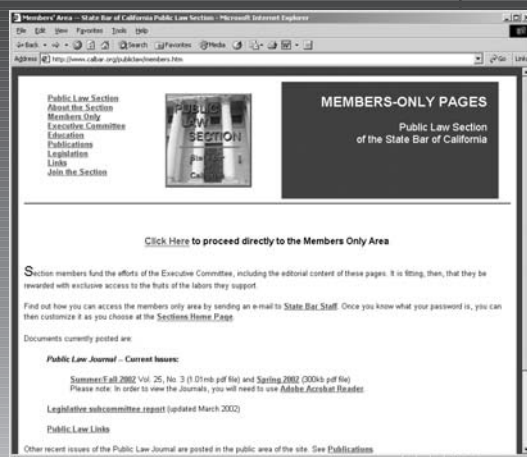 Members' Area -- State Bar of California Public Law Section - Microsoft Internet Explorer
File Edit View Favorites Tools Help
Back Search Favorites Media
Address http://www.calbar.org/publiclaw/members.htm Go Links
Public Law Section
About the Section
Members Only
Executive Committee
Education
Publications
Legislation
Links
Join the Section
PUBLIC
LAW
SECTION
MEMBERS-ONLY PAGES
Public Law Section
of the State Bar of California
Click Here to proceed directly to the Members Only Area
Section members fund the efforts of the Executive Committee, including the editorial content of these pages. It is fitting, then, that they be
rewarded with exclusive access to the fruits of the labors they support.
Find out how you can access the members only area by sending an e-mail to State Bar Staff. Once you know what your password is, you can
then customize it as you choose at the Sections Home Page.
Documents currently posted are:
Public Law Journal -- Current Issues:
Summer/Fall 2002 Vol. 25, No. 3 (1.01mb pdf file) and Spring 2002 (300kb pdf file)
Please note: In order to view the Journals, you will need to use Adobe Acrobat Reader.
Legislative subcommittee report (updated March 2002)
Public Law Links
Other recent issues of the Public Law Journal are posted in the public area of the site. See Publications